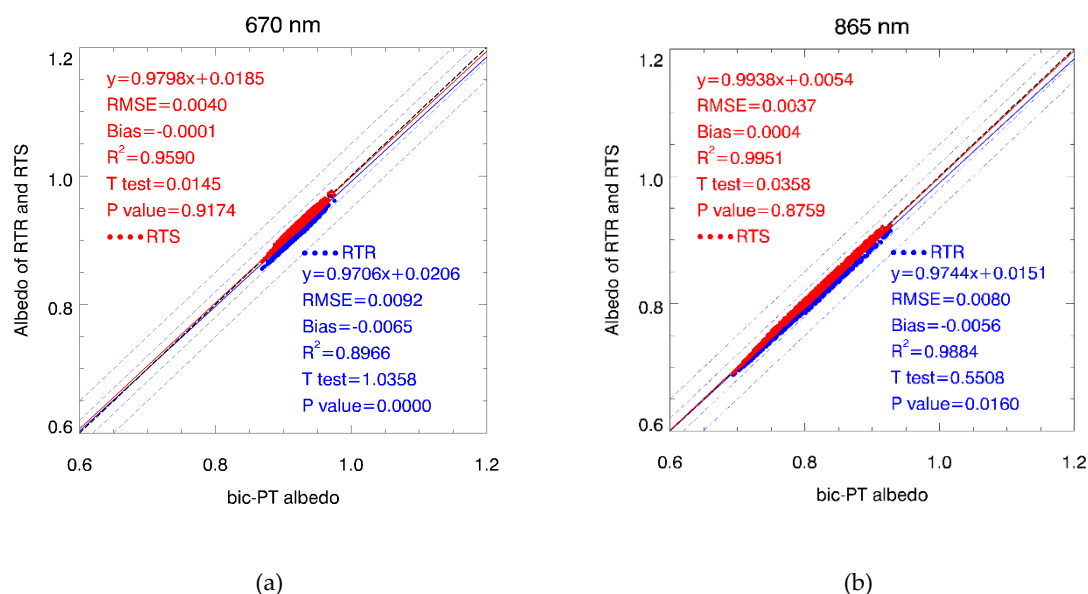 670 nm
1.2
1.0
0.8
0.6
Albedo of RTR and RTS
y=0.9798x+0.0185
RMSE=0.0040
Bias=-0.0001
R²=0.9590
T test=0.0145
P value=0.9174
RTS
RTR
y=0.9706x+0.0206
RMSE=0.0092
Bias=-0.0065
R²=0.8966
T test=1.0358
P value=0.0000
0.6 0.8 1.0 1.2
bic-PT albedo
(a)
865 nm
1.2
1.0
0.8
0.6
Albedo of RTR and RTS
y=0.9938x+0.0054
RMSE=0.0037
Bias=0.0004
R²=0.9951
T test=0.0358
P value=0.8759
RTS
RTR
y=0.9744x+0.0151
RMSE=0.0080
Bias=-0.0056
R²=0.9884
T test=0.5508
P value=0.0160
0.6 0.8 1.0 1.2
bic-PT albedo
(b)